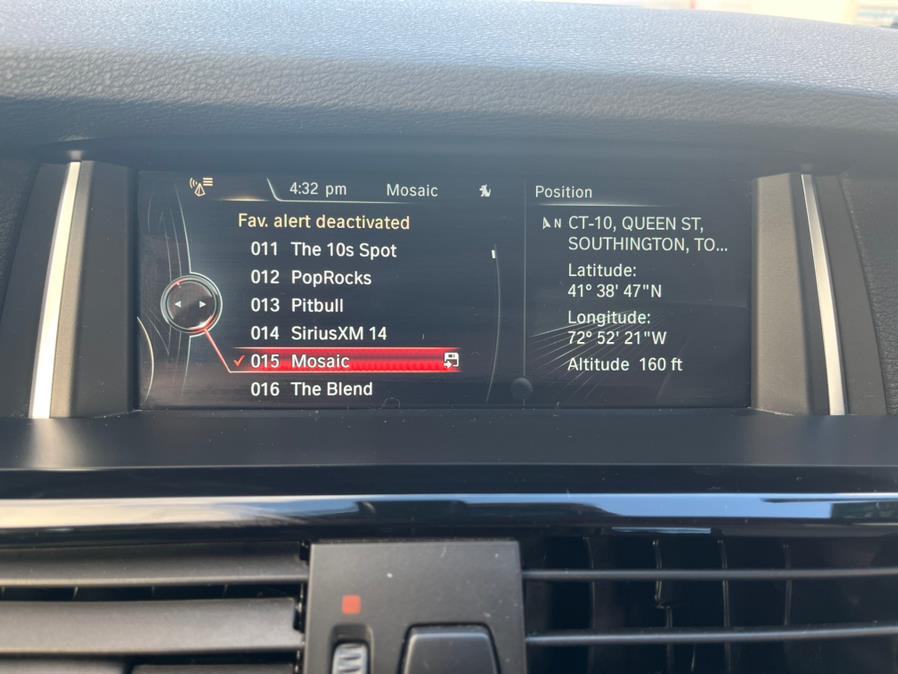 4:32 pm Mosaic
Fav. alert deactivated
011 The 10s Spot
012 PopRocks
013 Pitbull
014 SiriusXM 14
015 Mosaic
016 The Blend
Position
N CT-10, QUEEN ST,
SOUTHINGTON, TO...
Latitude:
41° 38' 47"N
Longitude:
72° 52' 21"W
Altitude 160 ft